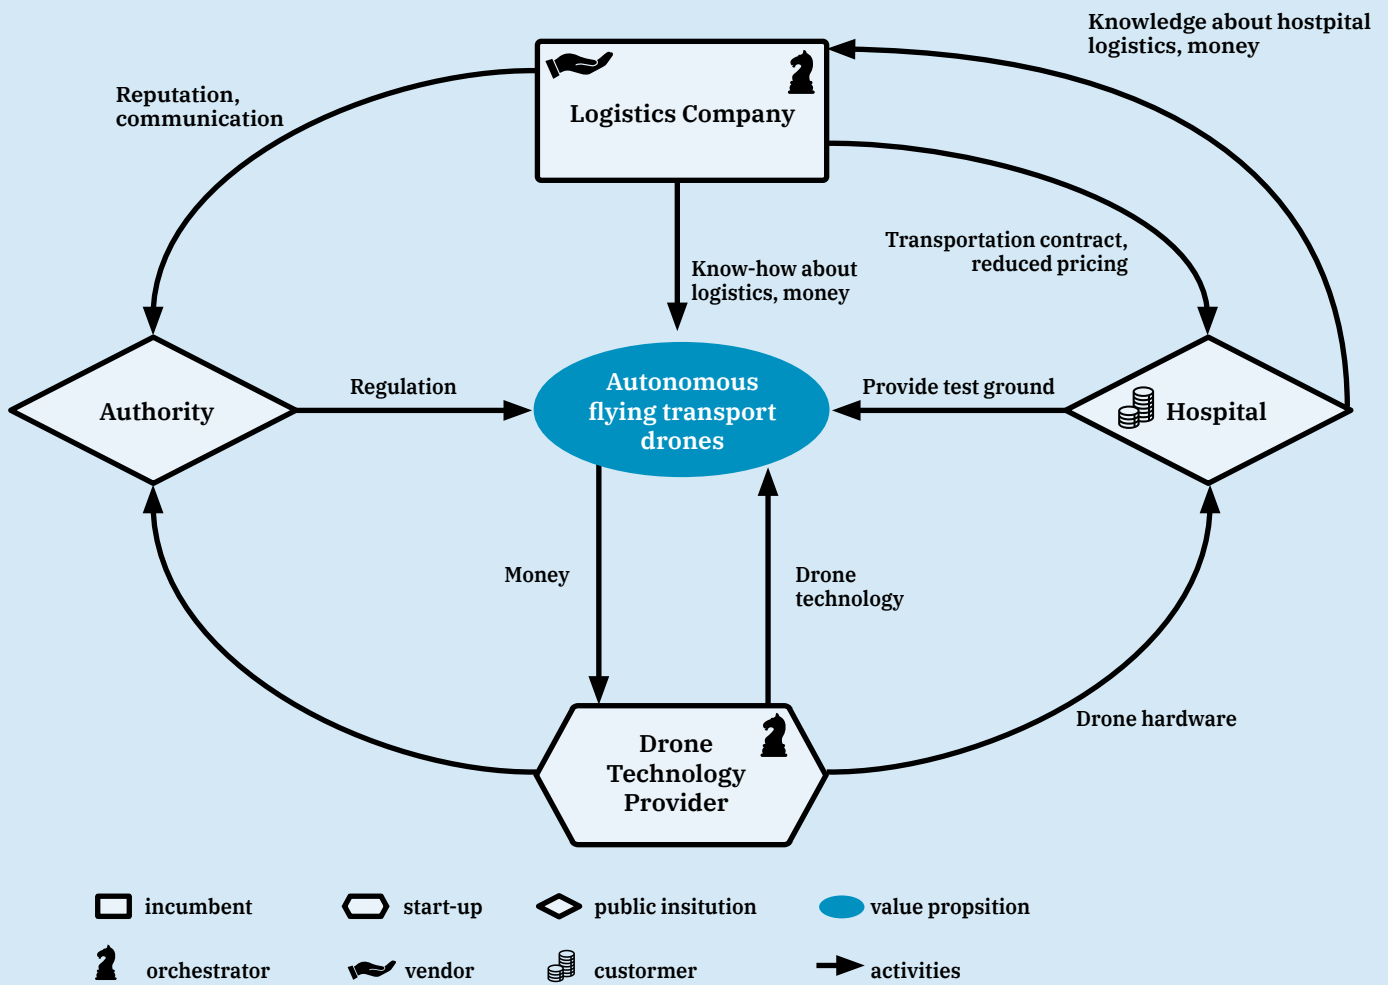 Knowledge about hostpital
logistics, money
Reputation,
communication
Logistics Company
Transportation contract,
reduced pricing
Know-how about
logistics, money
Authority
Regulation
Autonomous
flying transport
drones
Provide test ground
Hospital
Money
Drone
technology
Drone hardware
Drone
Technology
Provider
incumbent
start-up
public insitution
value propsition
orchestrator
vendor
custormer
activities